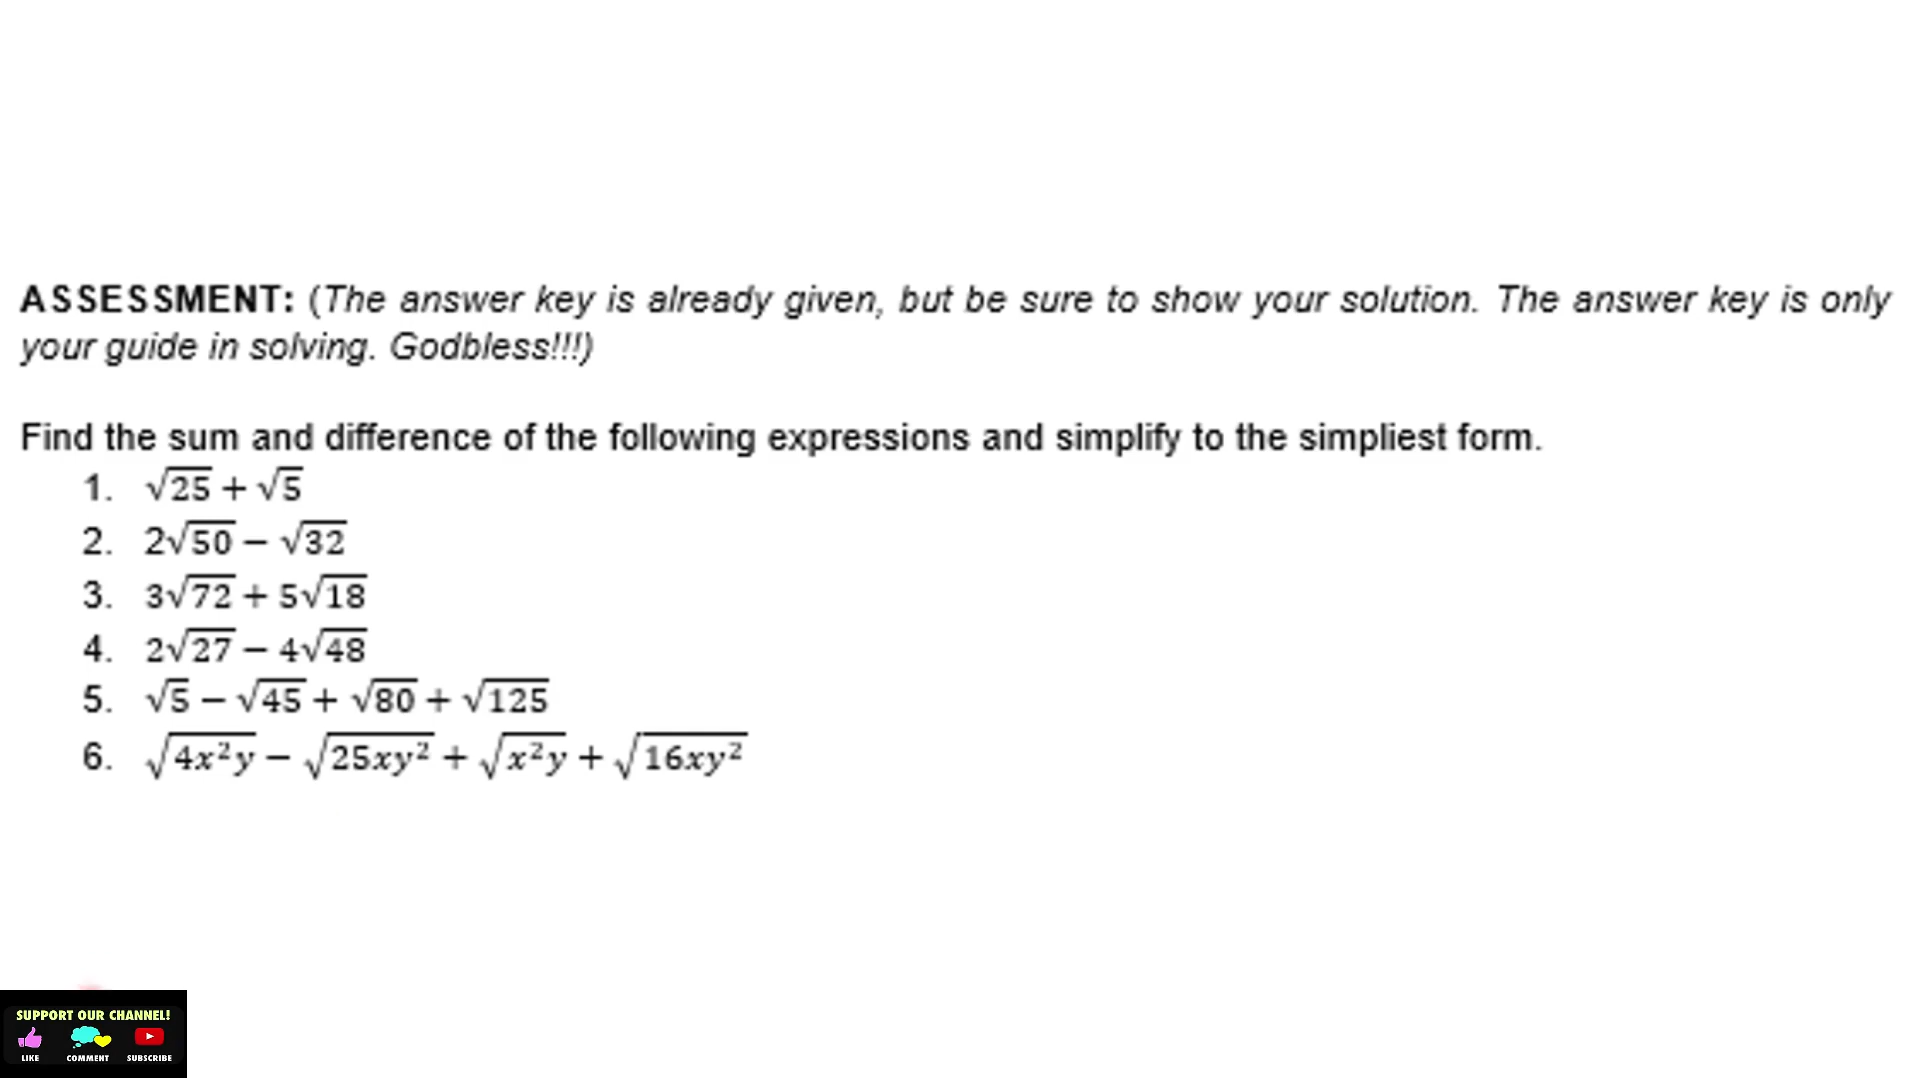 ASSESSMENT: (The answer key is already given, but be sure to show your solution. The answer key is only
your guide in solving. Godbless!!!)
Find the sum and difference of the following expressions and simplify to the simpliest form.
1. √25 + √5
2. 2√50 − √32
3. 3√72 + 5√18
4. 2√27 − 4√48
5. √5 − √45 + √80 + √125
6. √4x²y − √25xy² + √x²y + √16xy²
SUPPORT OUR CHANNEL!
LIKE COMMENT SUBSCRIBE